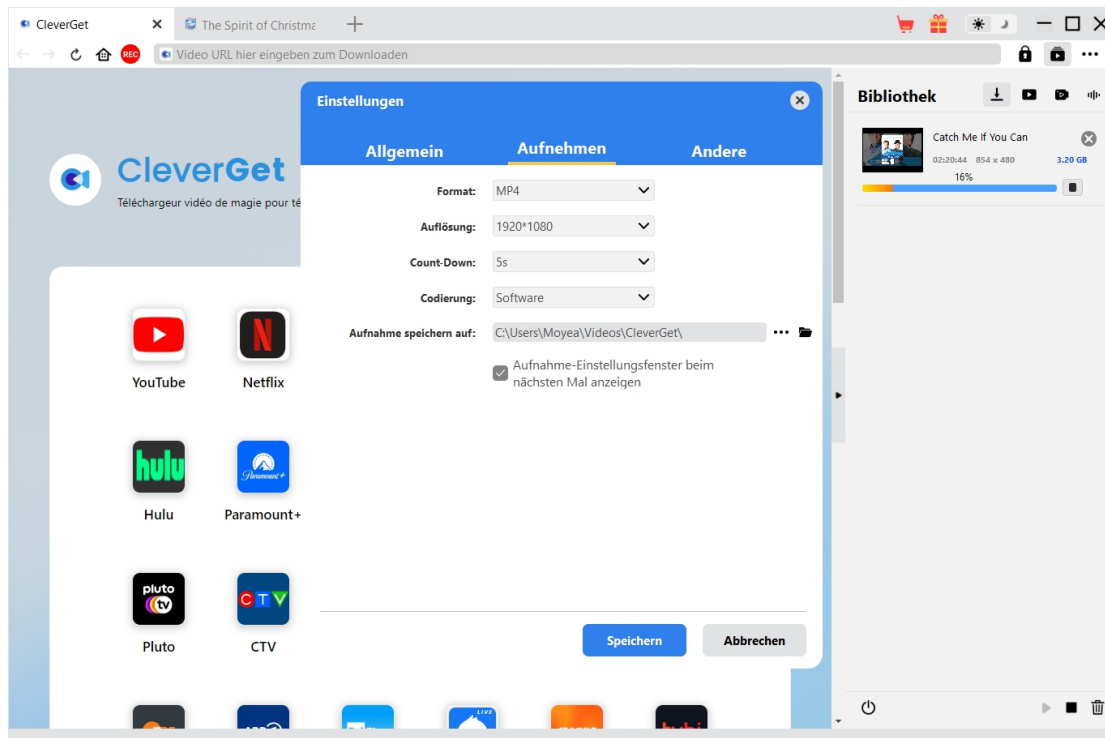 CleverGet
The Spirit of Christma
REC
Video URL hier eingeben zum Downloaden
CleverGet
Téléchargeur vidéo de magie pour té
YouTube
Netflix
hulu
Paramount+
Hulu
Paramount+
pluto
tv
CTV
Pluto
CTV
LIVE
Einstellungen
Allgemein
Aufnehmen
Andere
Format:
MP4
Auflösung:
1920*1080
Count-Down:
5s
Codierung:
Software
Aufnahme speichern auf:
C:\Users\Moyea\Videos\CleverGet\
Aufnahme-Einstellungsfenster beim
nächsten Mal anzeigen
Speichern
Abbrechen
Bibliothek
Catch Me If You Can
02:20:44 854 x 480
3.20 GB
16%